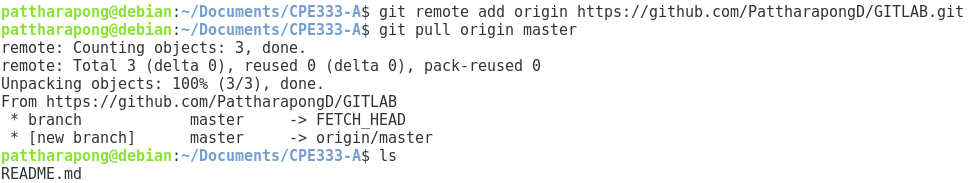 pattharapong@debian:~/Documents/CPE333-A$ git remote add origin https://github.com/PattharapongD/GITLAB.git
pattharapong@debian:~/Documents/CPE333-A$ git pull origin master
remote: Counting objects: 3, done.
remote: Total 3 (delta 0), reused 0 (delta 0), pack-reused 0
Unpacking objects: 100% (3/3), done.
From https://github.com/PattharapongD/GITLAB
 * branch            master     -> FETCH_HEAD
 * [new branch]      master     -> origin/master
pattharapong@debian:~/Documents/CPE333-A$ ls
README.md